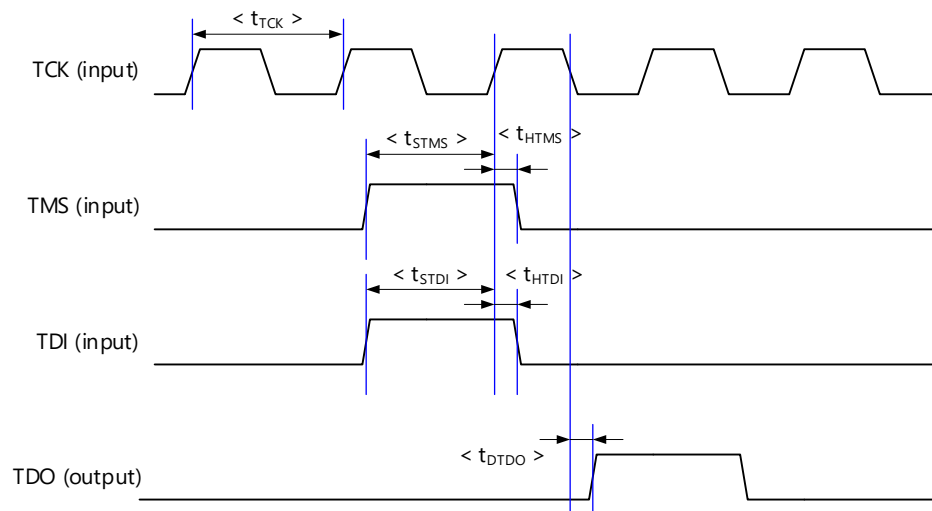 < tTCK >
TCK (input)
< tSTMS >
< tHTMS >
TMS (input)
< tSTDI >
< tHTDI >
TDI (input)
< tDTDO >
TDO (output)